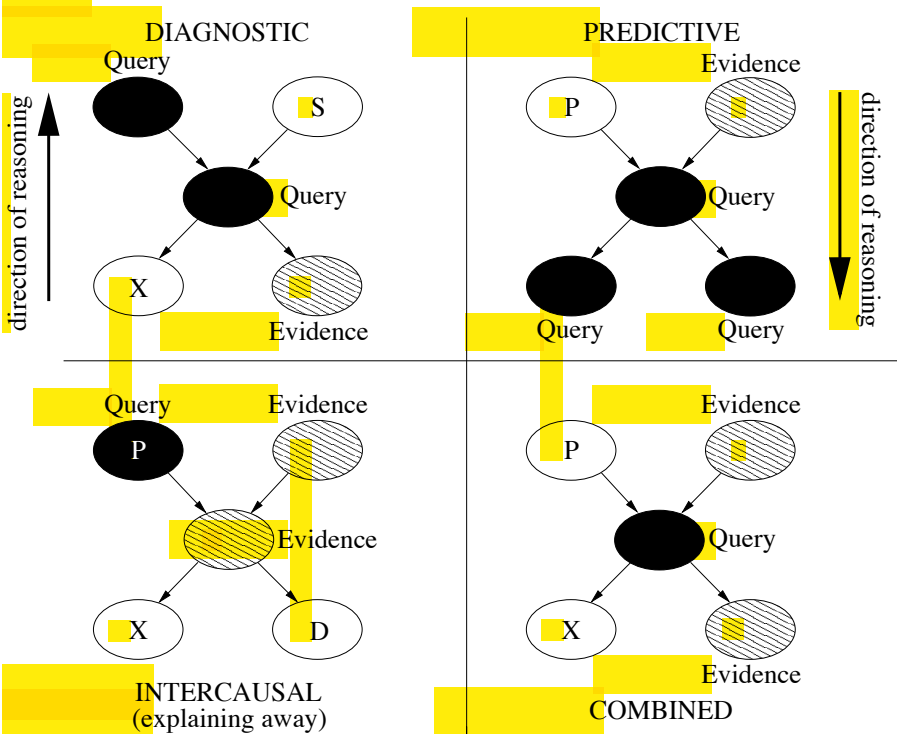 DIAGNOSTIC
Query
S
direction of reasoning
Query
X
Evidence
PREDICTIVE
Evidence
P
direction of reasoning
Query
Query
Query
Query
Evidence
P
Evidence
X
D
INTERCAUSAL
(explaining away)
Evidence
P
Query
X
Evidence
COMBINED